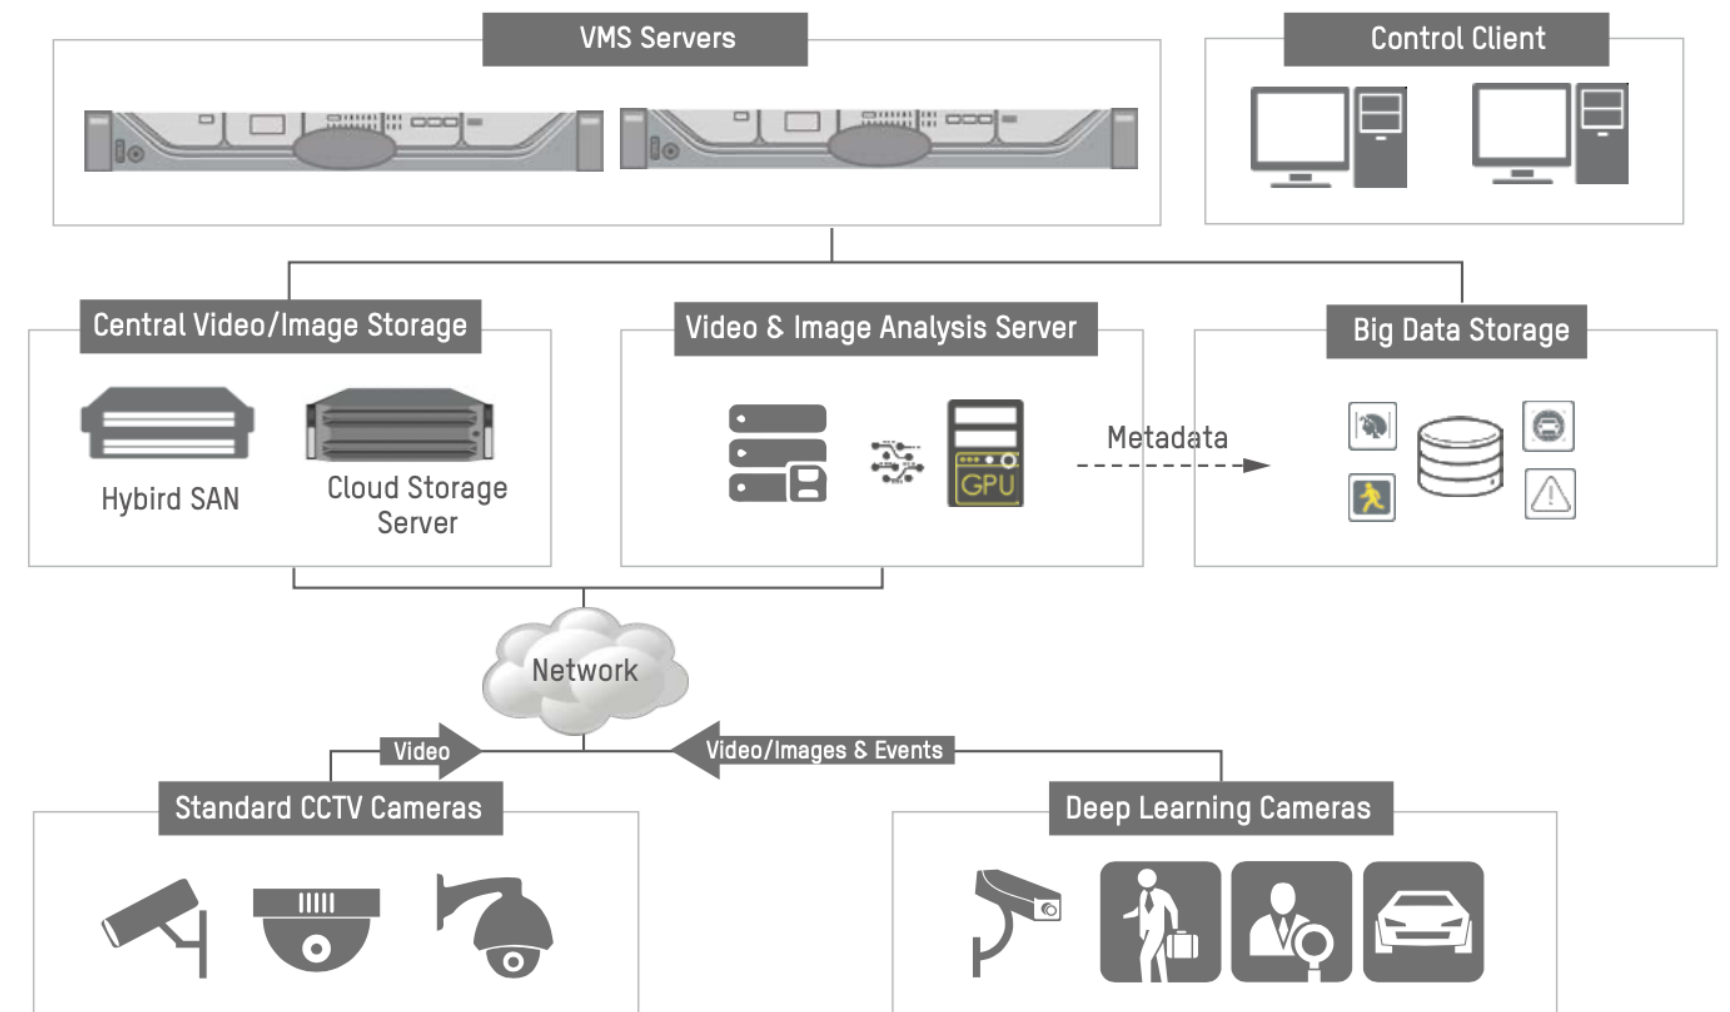 VMS Servers
Control Client
Central Video/Image Storage
Video & Image Analysis Server
Big Data Storage
Hybird SAN
Cloud Storage
Server
GPU
Metadata
Network
Video
Video/Images & Events
Standard CCTV Cameras
Deep Learning Cameras